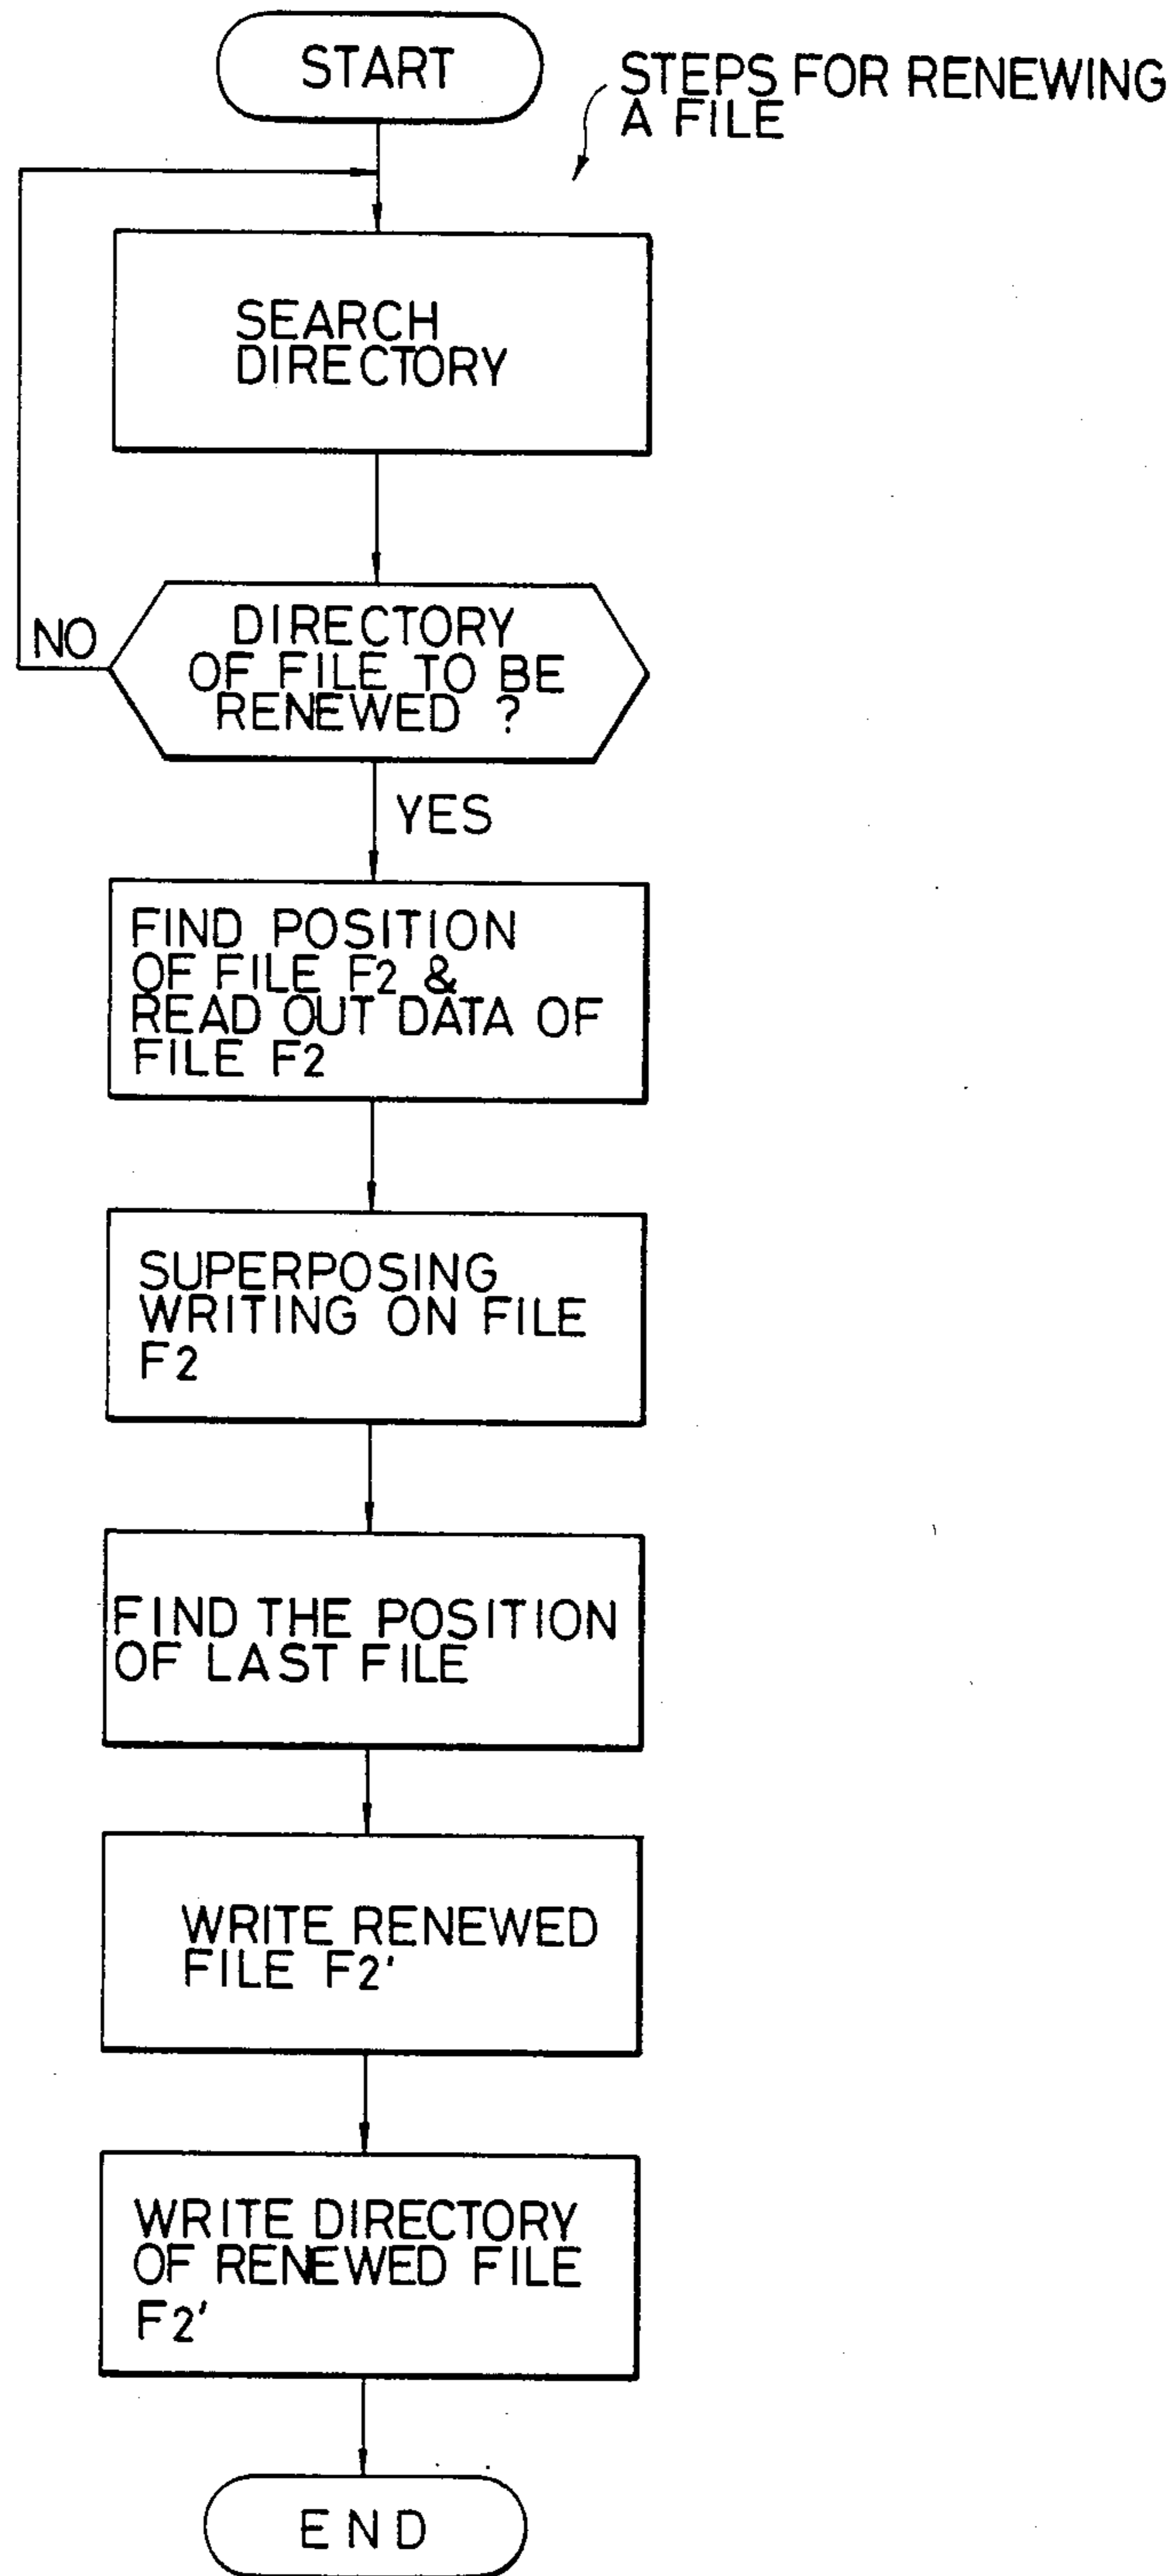 START
STEPS FOR RENEWING
A FILE
SEARCH
DIRECTORY
NO
DIRECTORY
OF FILE TO BE
RENEWED ?
YES
FIND POSITION
OF FILE F2 &
READ OUT DATA OF
FILE F2
SUPERPOSING
WRITING ON FILE
F2
FIND THE POSITION
OF LAST FILE
WRITE RENEWED
FILE F2'
WRITE DIRECTORY
OF RENEWED FILE
F2'
END